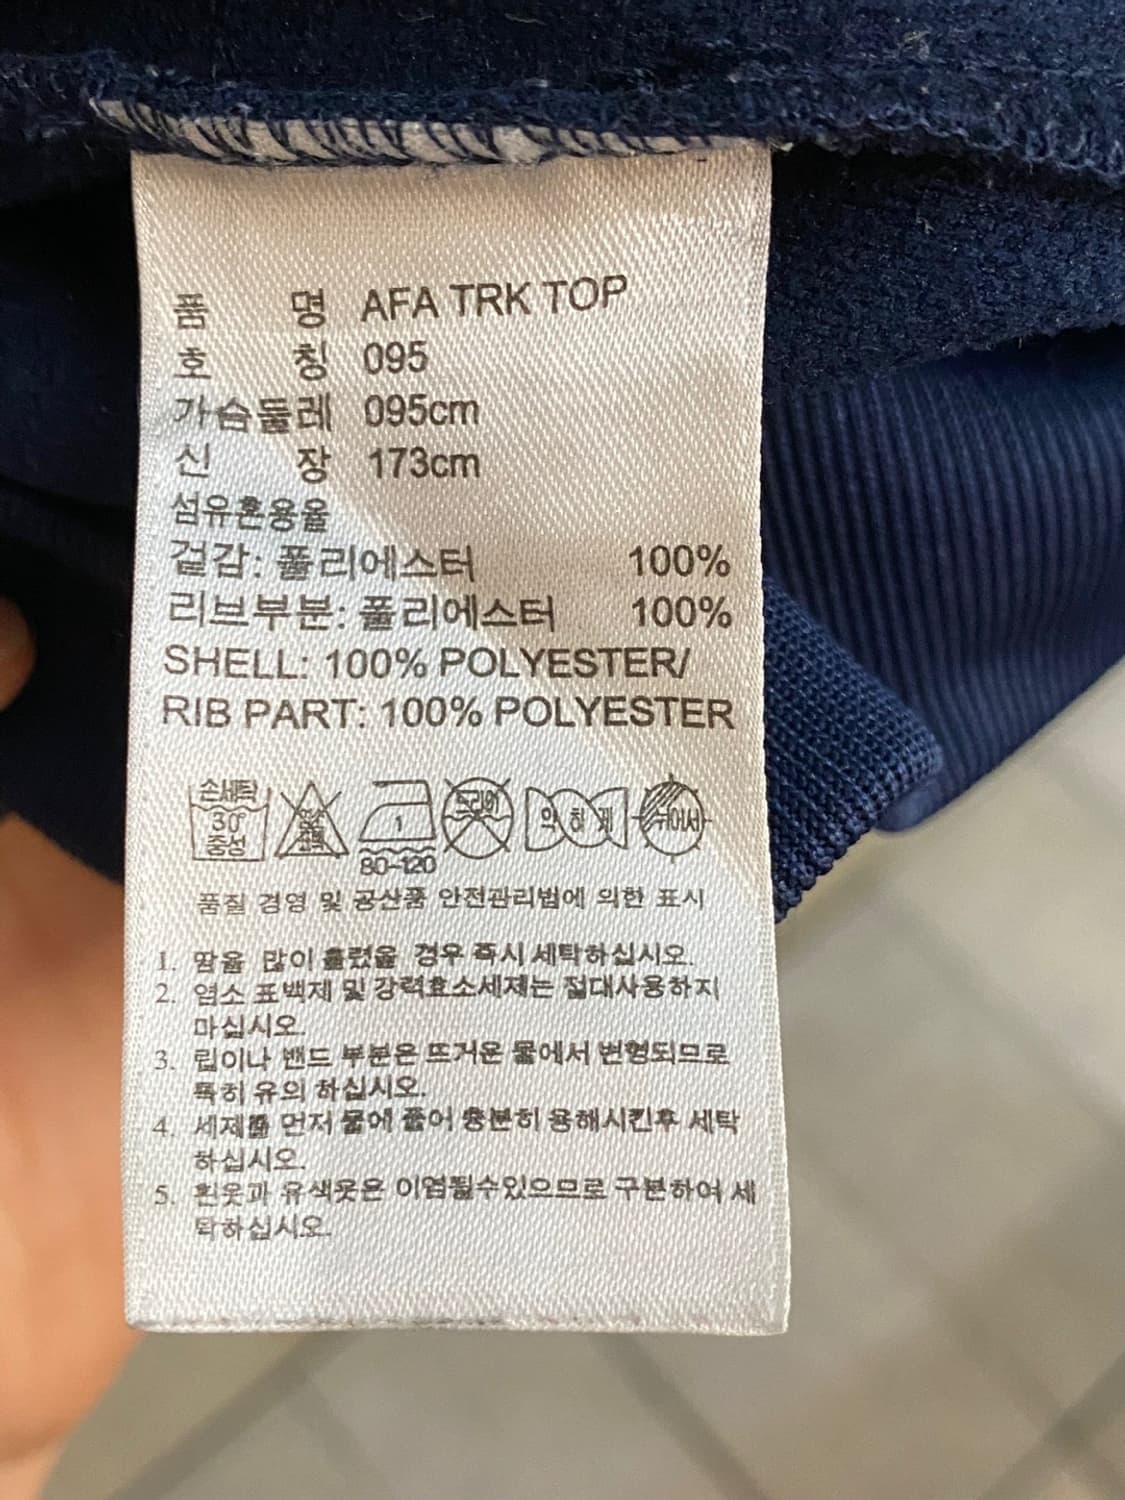 품 명 AFA TRK TOP
호 칭 095
가슴둘레 095cm
신 장 173cm
섬유혼용율
겉감: 폴리에스터 100%
리브부분: 폴리에스터 100%
SHELL: 100% POLYESTER/
RIB PART: 100% POLYESTER
손세탁 30° 중성 드라이 약하게 뉘어서
1
80~120
품질 경영 및 공산품 안전관리법에 의한 표시
1. 땀을 많이 흘렸을 경우 즉시 세탁하십시오.
2. 염소 표백제 및 강력효소세제는 절대사용하지
마십시오.
3. 립이나 밴드 부분은 뜨거운 물에서 변형되므로
특히 유의 하십시오.
4. 세제를 먼저 물에 풀어 충분히 용해시킨후 세탁
하십시오.
5. 흰옷과 유색옷은 이염될수있으므로 구분하여 세
탁하십시오.